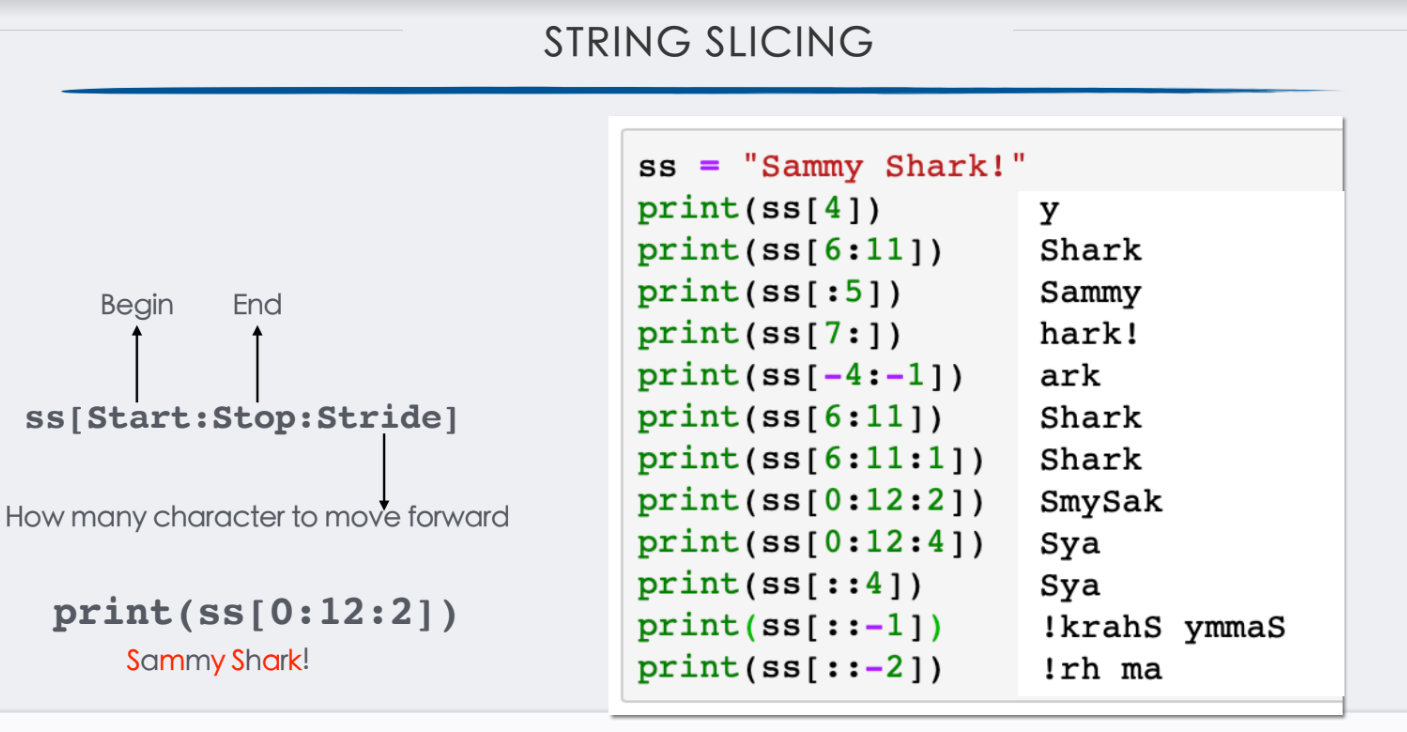 STRING SLICING
Begin End
ss[Start:Stop:Stride]
How many character to move forward
print(ss[0:12:2])
Sammy Shark!
ss = "Sammy Shark!"
print(ss[4]) y
print(ss[6:11]) Shark
print(ss[:5]) Sammy
print(ss[7:]) hark!
print(ss[-4:-1]) ark
print(ss[6:11]) Shark
print(ss[6:11:1]) Shark
print(ss[0:12:2]) SmySak
print(ss[0:12:4]) Sya
print(ss[::4]) Sya
print(ss[::-1]) !krahS ymmaS
print(ss[::-2]) !rh ma